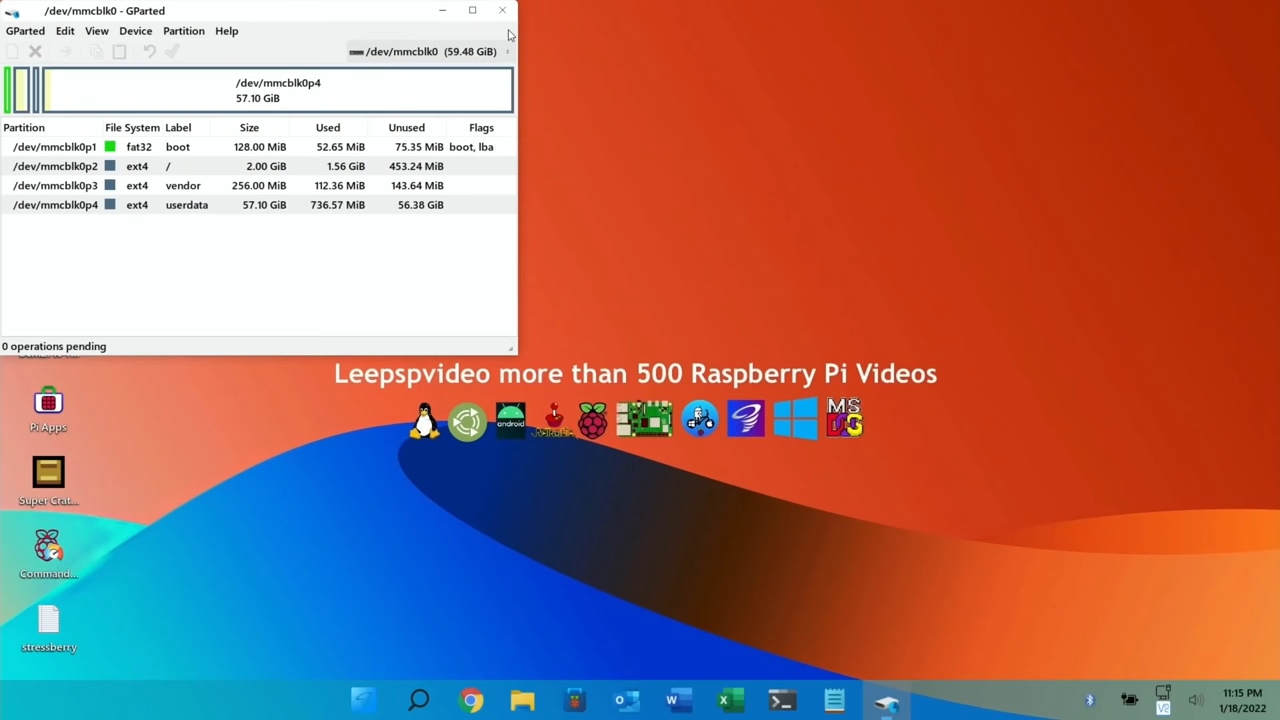 /dev/mmcblk0 - GParted
GParted Edit View Device Partition Help
/dev/mmcblk0 (59.48 GiB)
/dev/mmcblk0p4
57.10 GiB
Partition File System Label Size Used Unused Flags
/dev/mmcblk0p1 fat32 boot 128.00 MiB 52.65 MiB 75.35 MiB boot, lba
/dev/mmcblk0p2 ext4 / 2.00 GiB 1.56 GiB 453.24 MiB
/dev/mmcblk0p3 ext4 vendor 256.00 MiB 112.36 MiB 143.64 MiB
/dev/mmcblk0p4 ext4 userdata 57.10 GiB 736.57 MiB 56.38 GiB
0 operations pending
Leepspvideo more than 500 Raspberry Pi Videos
android
MS
Pi Apps
Super Crat...
Command...
stressberry
V2
11:15 PM
1/18/2022